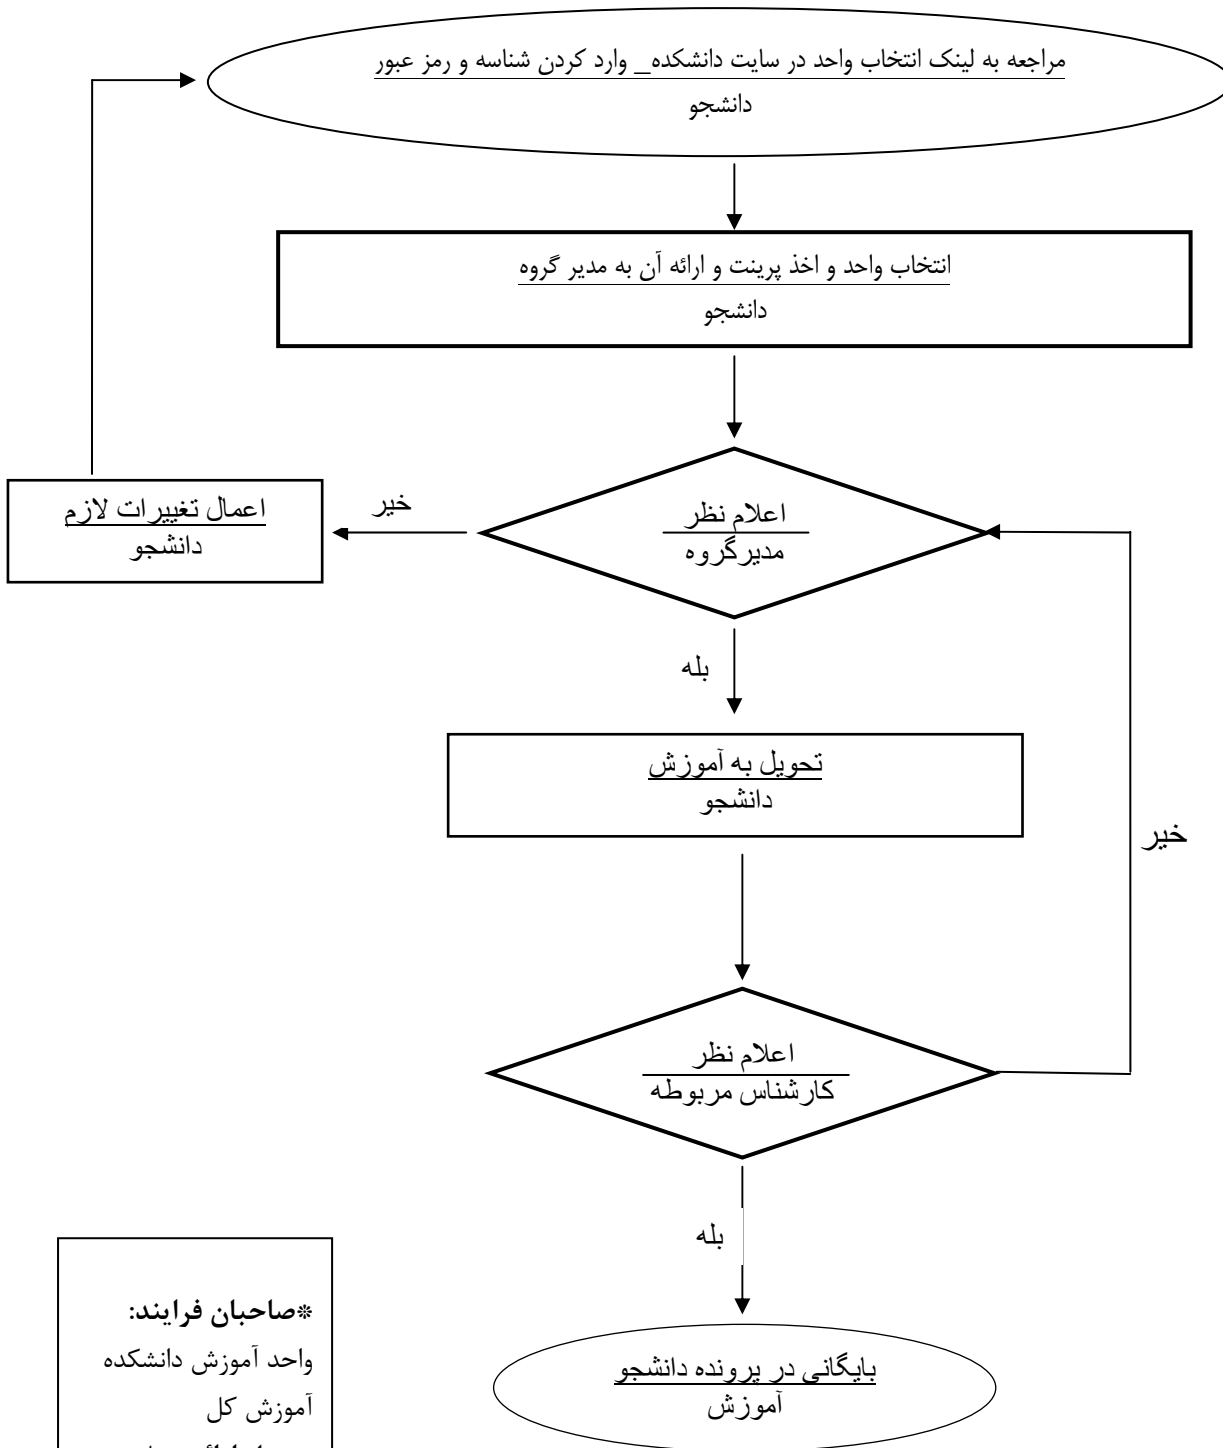 مراجعه به لینک انتخاب واحد در سایت دانشکده_ وارد کردن شناسه و رمز عبور
دانشجو
انتخاب واحد و اخذ پرینت و ارائه آن به مدیر گروه
دانشجو
اعلام نظر
مدیرگروه
خیر
اعمال تغییرات لازم
دانشجو
بله
تحویل به آموزش
دانشجو
خیر
اعلام نظر
کارشناس مربوطه
بله
بایگانی در پرونده دانشجو
آموزش
*صاحبان فرایند:
واحد آموزش دانشکده
آموزش کل